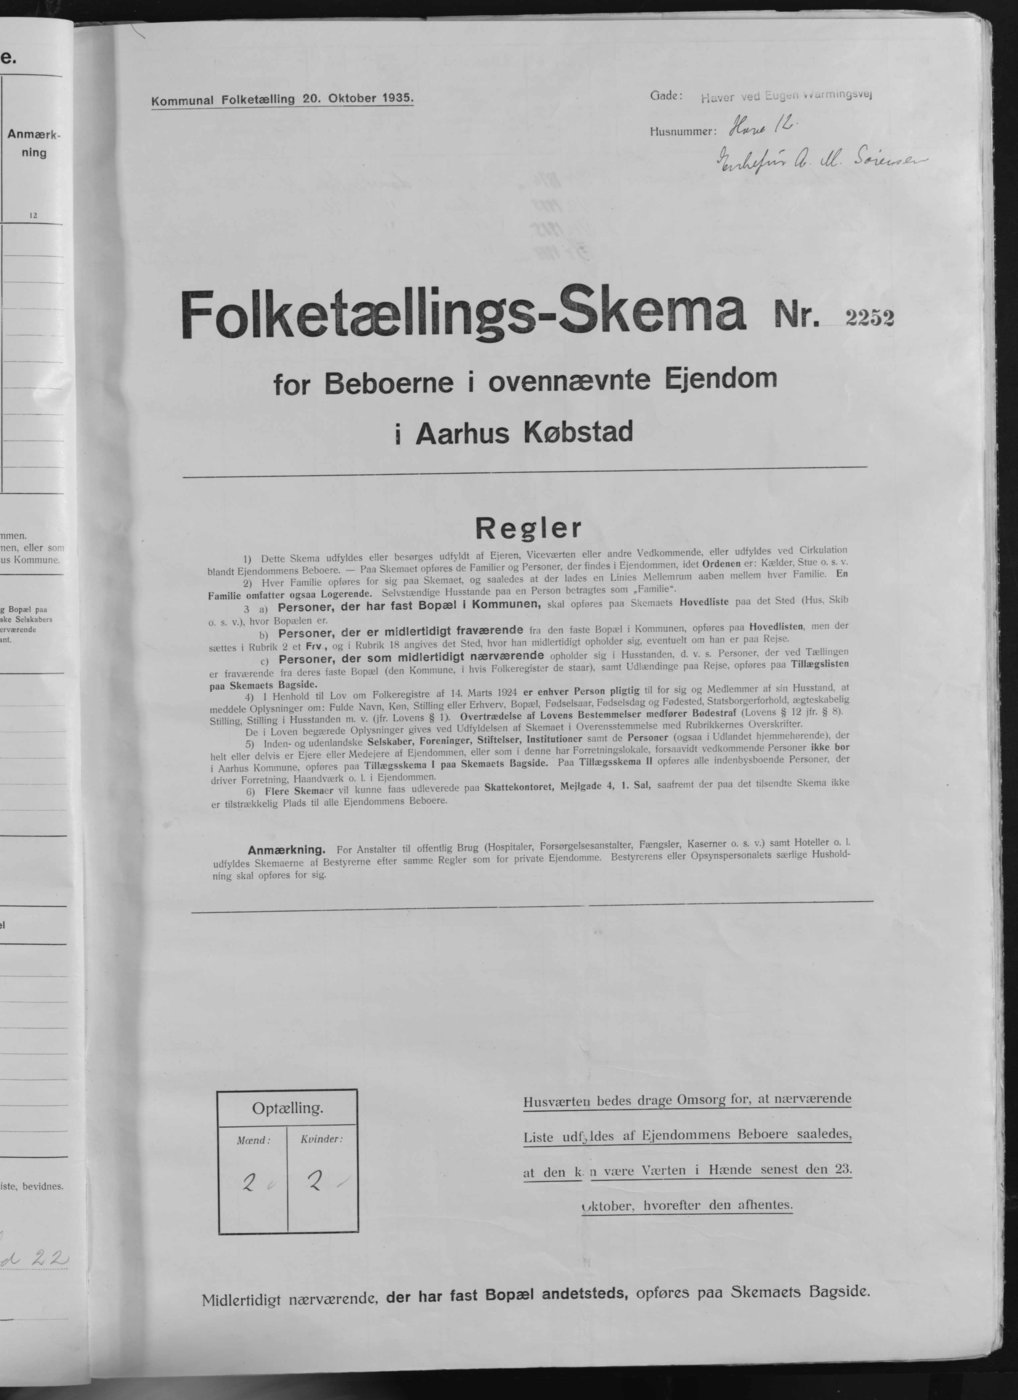 e.
Anmærk-
ning
12
mmen.
nen, eller som
us Kommune.
g Bopæl paa
ske Selskabers
erværende
ant.
el
iste, bevidnes.
d 22
Kommunal Folketælling 20. Oktober 1935.
Gade: Haver ved Eugen Warmingsvej
Husnummer: Have 12.
Enkefru A. M. Sørensen
Folketællings-Skema Nr. 2252
for Beboerne i ovennævnte Ejendom
i Aarhus Købstad
Regler
1) Dette Skema udfyldes eller besørges udfyldt af Ejeren, Viceværten eller andre Vedkommende, eller udfyldes ved Cirkulation
blandt Ejendommens Beboere. — Paa Skemaet opføres de Familier og Personer, der findes i Ejendommen, idet Ordenen er: Kælder, Stue o. s. v.
2) Hver Familie opføres for sig paa Skemaet, og saaledes at der lades en Linies Mellemrum aaben mellem hver Familie. En
Familie omfatter ogsaa Logerende. Selvstændige Husstande paa en Person betragtes som „Familie“.
3 a) Personer, der har fast Bopæl i Kommunen, skal opføres paa Skemaets Hovedliste paa det Sted (Hus, Skib
o. s. v.), hvor Bopælen er.
b) Personer, der er midlertidigt fraværende fra den faste Bopæl i Kommunen, opføres paa Hovedlisten, men der
sættes i Rubrik 2 et Frv, og i Rubrik 18 angives det Sted, hvor han midlertidigt opholder sig, eventuelt om han er paa Rejse.
c) Personer, der som midlertidigt nærværende opholder sig i Husstanden, d. v. s. Personer, der ved Tællingen
er fraværende fra deres faste Bopæl (den Kommune, i hvis Folkeregister de staar), samt Udlændinge paa Rejse, opføres paa Tillægslisten
paa Skemaets Bagside.
4) I Henhold til Lov om Folkeregistre af 14. Marts 1924 er enhver Person pligtig til for sig og Medlemmer af sin Husstand, at
meddele Oplysninger om: Fulde Navn, Køn, Stilling eller Erhverv, Bopæl, Fødselsaar, Fødselsdag og Fødested, Statsborgerforhold, ægteskabelig
Stilling, Stilling i Husstanden m. v. (jfr. Lovens § 1). Overtrædelse af Lovens Bestemmelser medfører Bødestraf (Lovens § 12 jfr. § 8).
De i Loven begærede Oplysninger gives ved Udfyldelsen af Skemaet i Overensstemmelse med Rubrikkernes Overskrifter.
5) Inden- og udenlandske Selskaber, Foreninger, Stiftelser, Institutioner samt de Personer (ogsaa i Udlandet hjemmehørende), der
helt eller delvis er Ejere eller Medejere af Ejendommen, eller som i denne har Forretningslokale, forsaavidt vedkommende Personer ikke bor
i Aarhus Kommune, opføres paa Tillægsskema I paa Skemaets Bagside. Paa Tillægsskema II opføres alle indenbysboende Personer, der
driver Forretning, Haandværk o. l. i Ejendommen.
6) Flere Skemaer vil kunne faas udleverede paa Skattekontoret, Mejlgade 4, 1. Sal, saafremt der paa det tilsendte Skema ikke
er tilstrækkelig Plads til alle Ejendommens Beboere.
Anmærkning. For Anstalter til offentlig Brug (Hospitaler, Forsørgelsesanstalter, Fængsler, Kaserner o. s. v.) samt Hoteller o. l.
udfyldes Skemaerne af Bestyrerne efter samme Regler som for private Ejendomme. Bestyrerens eller Opsynspersonalets særlige Hushold-
ning skal opføres for sig.
Optælling.
Mænd: Kvinder:
2 2
Husværten bedes drage Omsorg for, at nærværende
Liste udfyldes af Ejendommens Beboere saaledes,
at den k n være Værten i Hænde senest den 23.
Oktober, hvorefter den afhentes.
Midlertidigt nærværende, der har fast Bopæl andetsteds, opføres paa Skemaets Bagside.